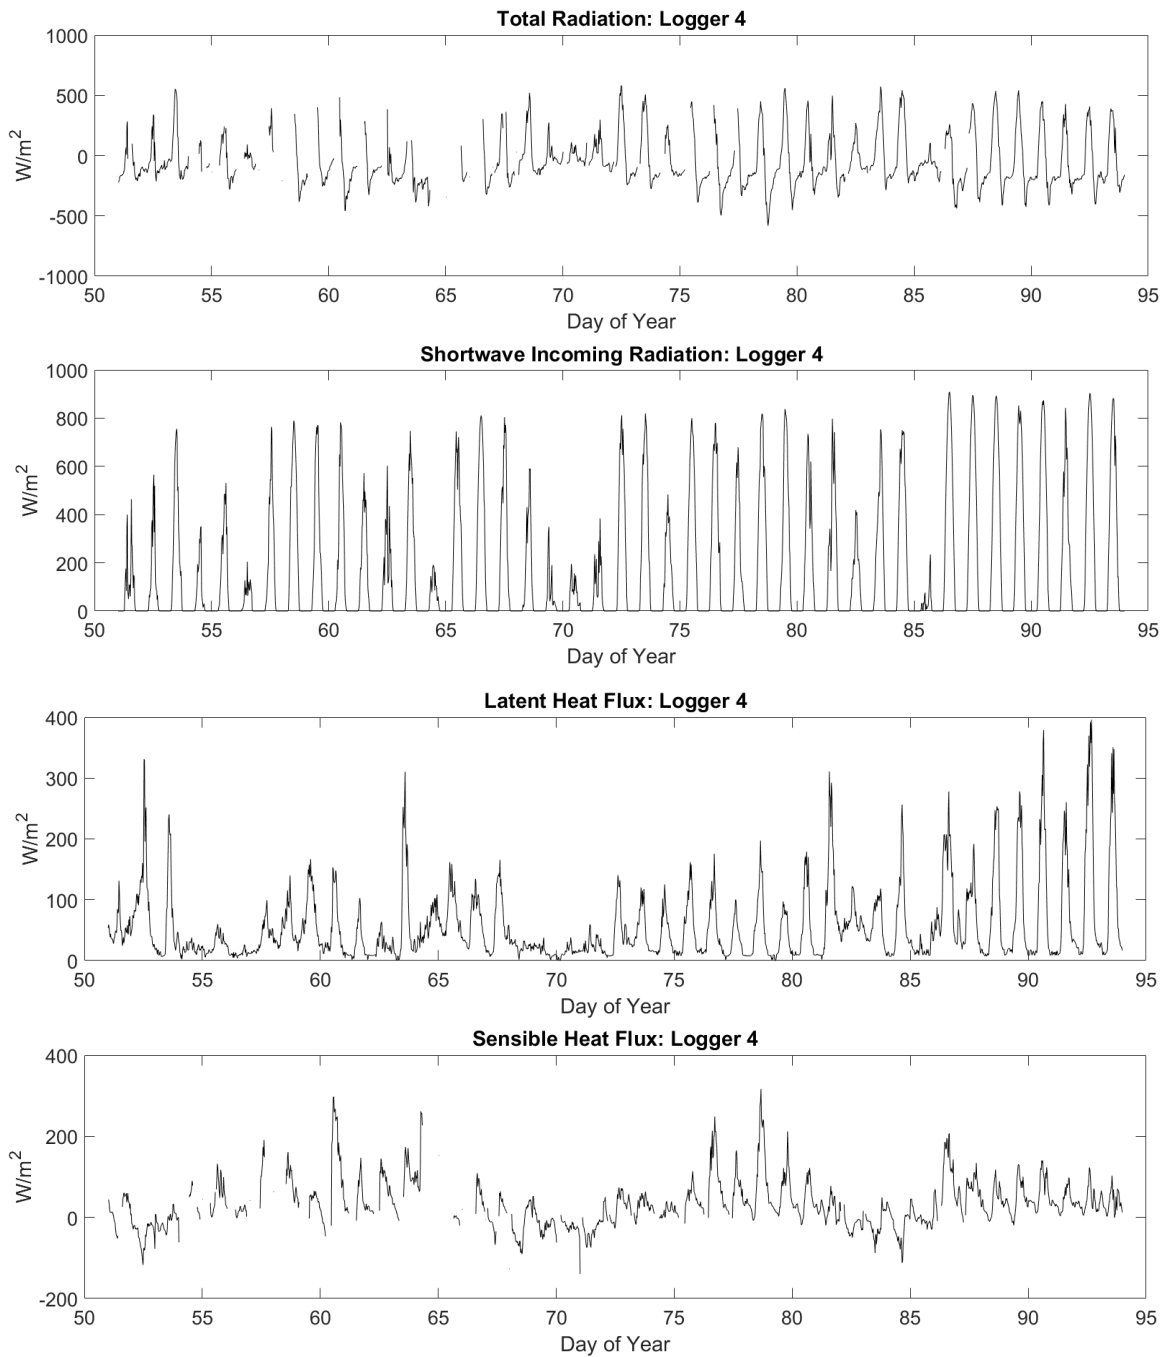 Total Radiation: Logger 4
1000
500
0
-500
-1000
W/m2
50 55 60 65 70 75 80 85 90 95
Day of Year
Shortwave Incoming Radiation: Logger 4
1000
800
600
400
200
0
W/m2
50 55 60 65 70 75 80 85 90 95
Day of Year
Latent Heat Flux: Logger 4
400
300
200
100
0
W/m2
50 55 60 65 70 75 80 85 90 95
Day of Year
Sensible Heat Flux: Logger 4
400
200
0
-200
W/m2
50 55 60 65 70 75 80 85 90 95
Day of Year